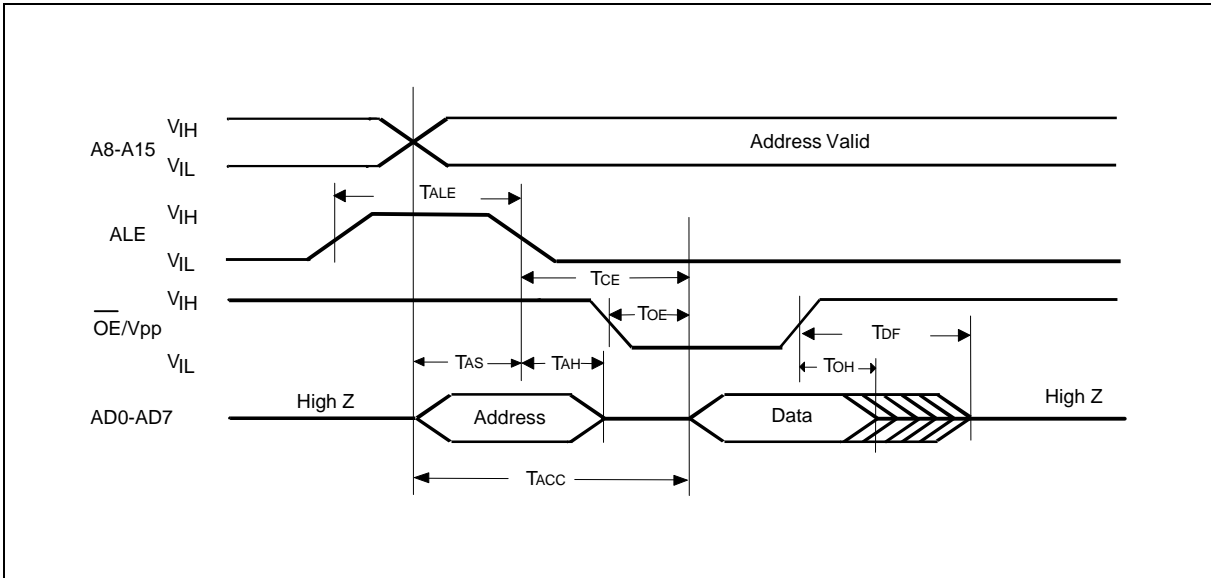 A8-A15
VIH
VIL
Address Valid
TALE
ALE
VIH
VIL
TCE
OE/Vpp
VIH
VIL
TOE
TDF
TAS
TAH
TOH
AD0-AD7
High Z
Address
Data
High Z
TACC